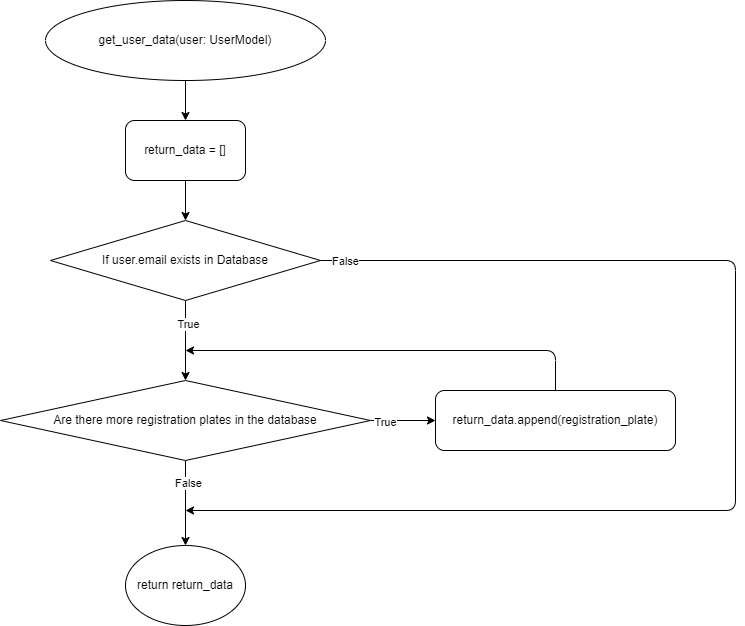 get_user_data(user: UserModel)
return_data = []
If user.email exists in Database
False
True
Are there more registration plates in the database
True
return_data.append(registration_plate)
False
return return_data